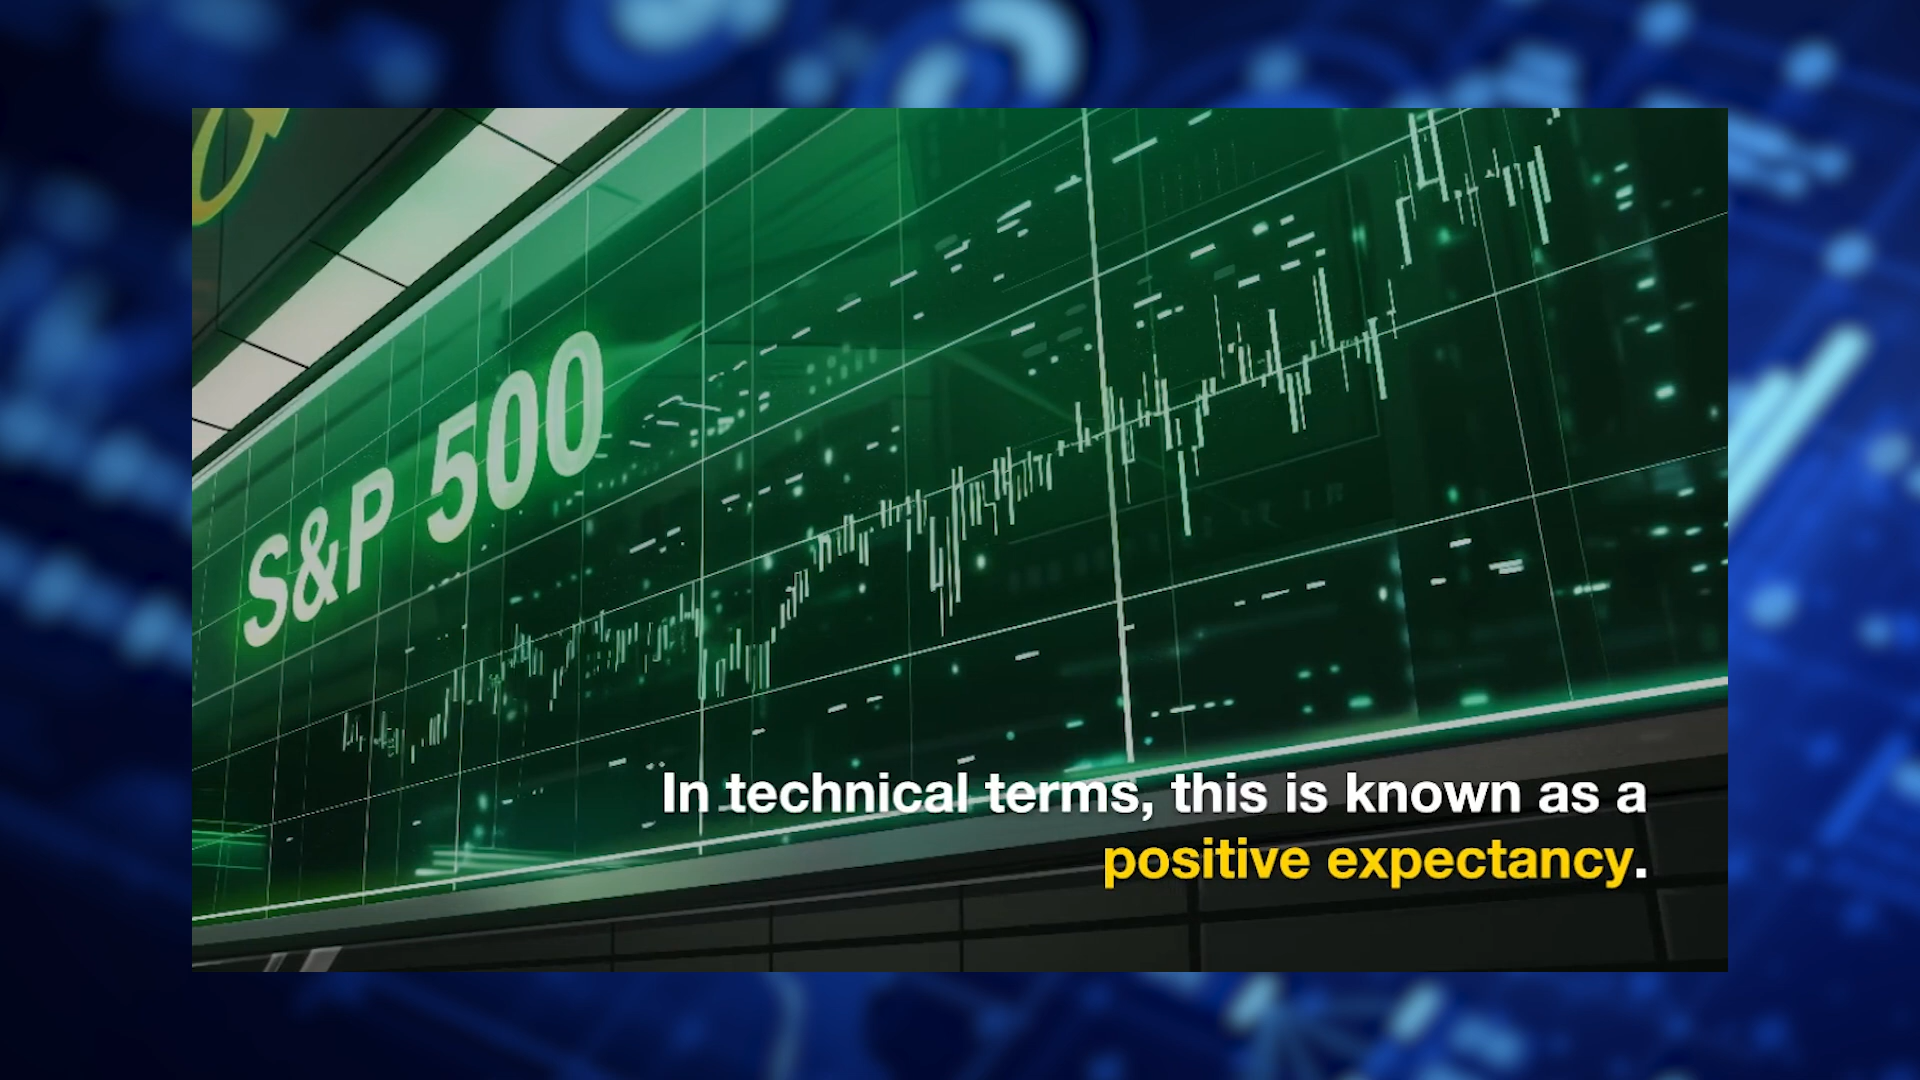 S&P 500
In technical terms, this is known as a
positive expectancy.